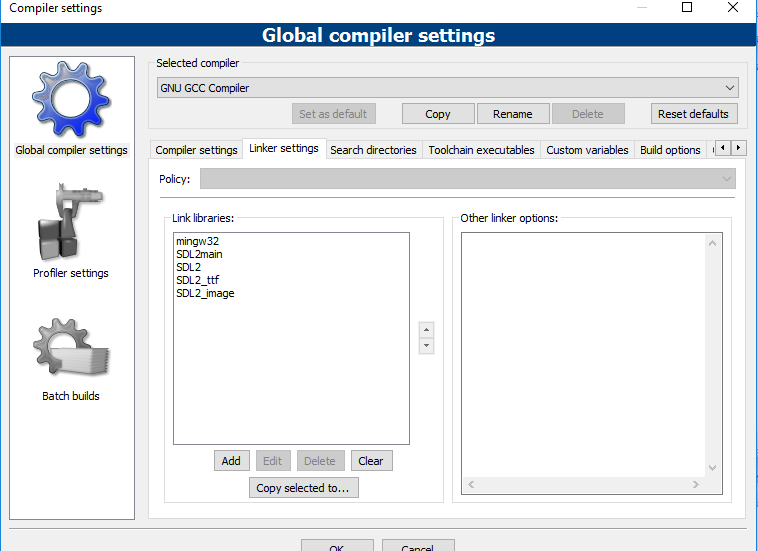 Compiler settings
Global compiler settings
Global compiler settings
Profiler settings
Batch builds
Selected compiler
GNU GCC Compiler
Set as default Copy Rename Delete Reset defaults
Compiler settings Linker settings Search directories Toolchain executables Custom variables Build options
Policy:
Link libraries:
mingw32
SDL2main
SDL2
SDL2_ttf
SDL2_image
Add Edit Delete Clear
Copy selected to...
Other linker options:
OK Cancel